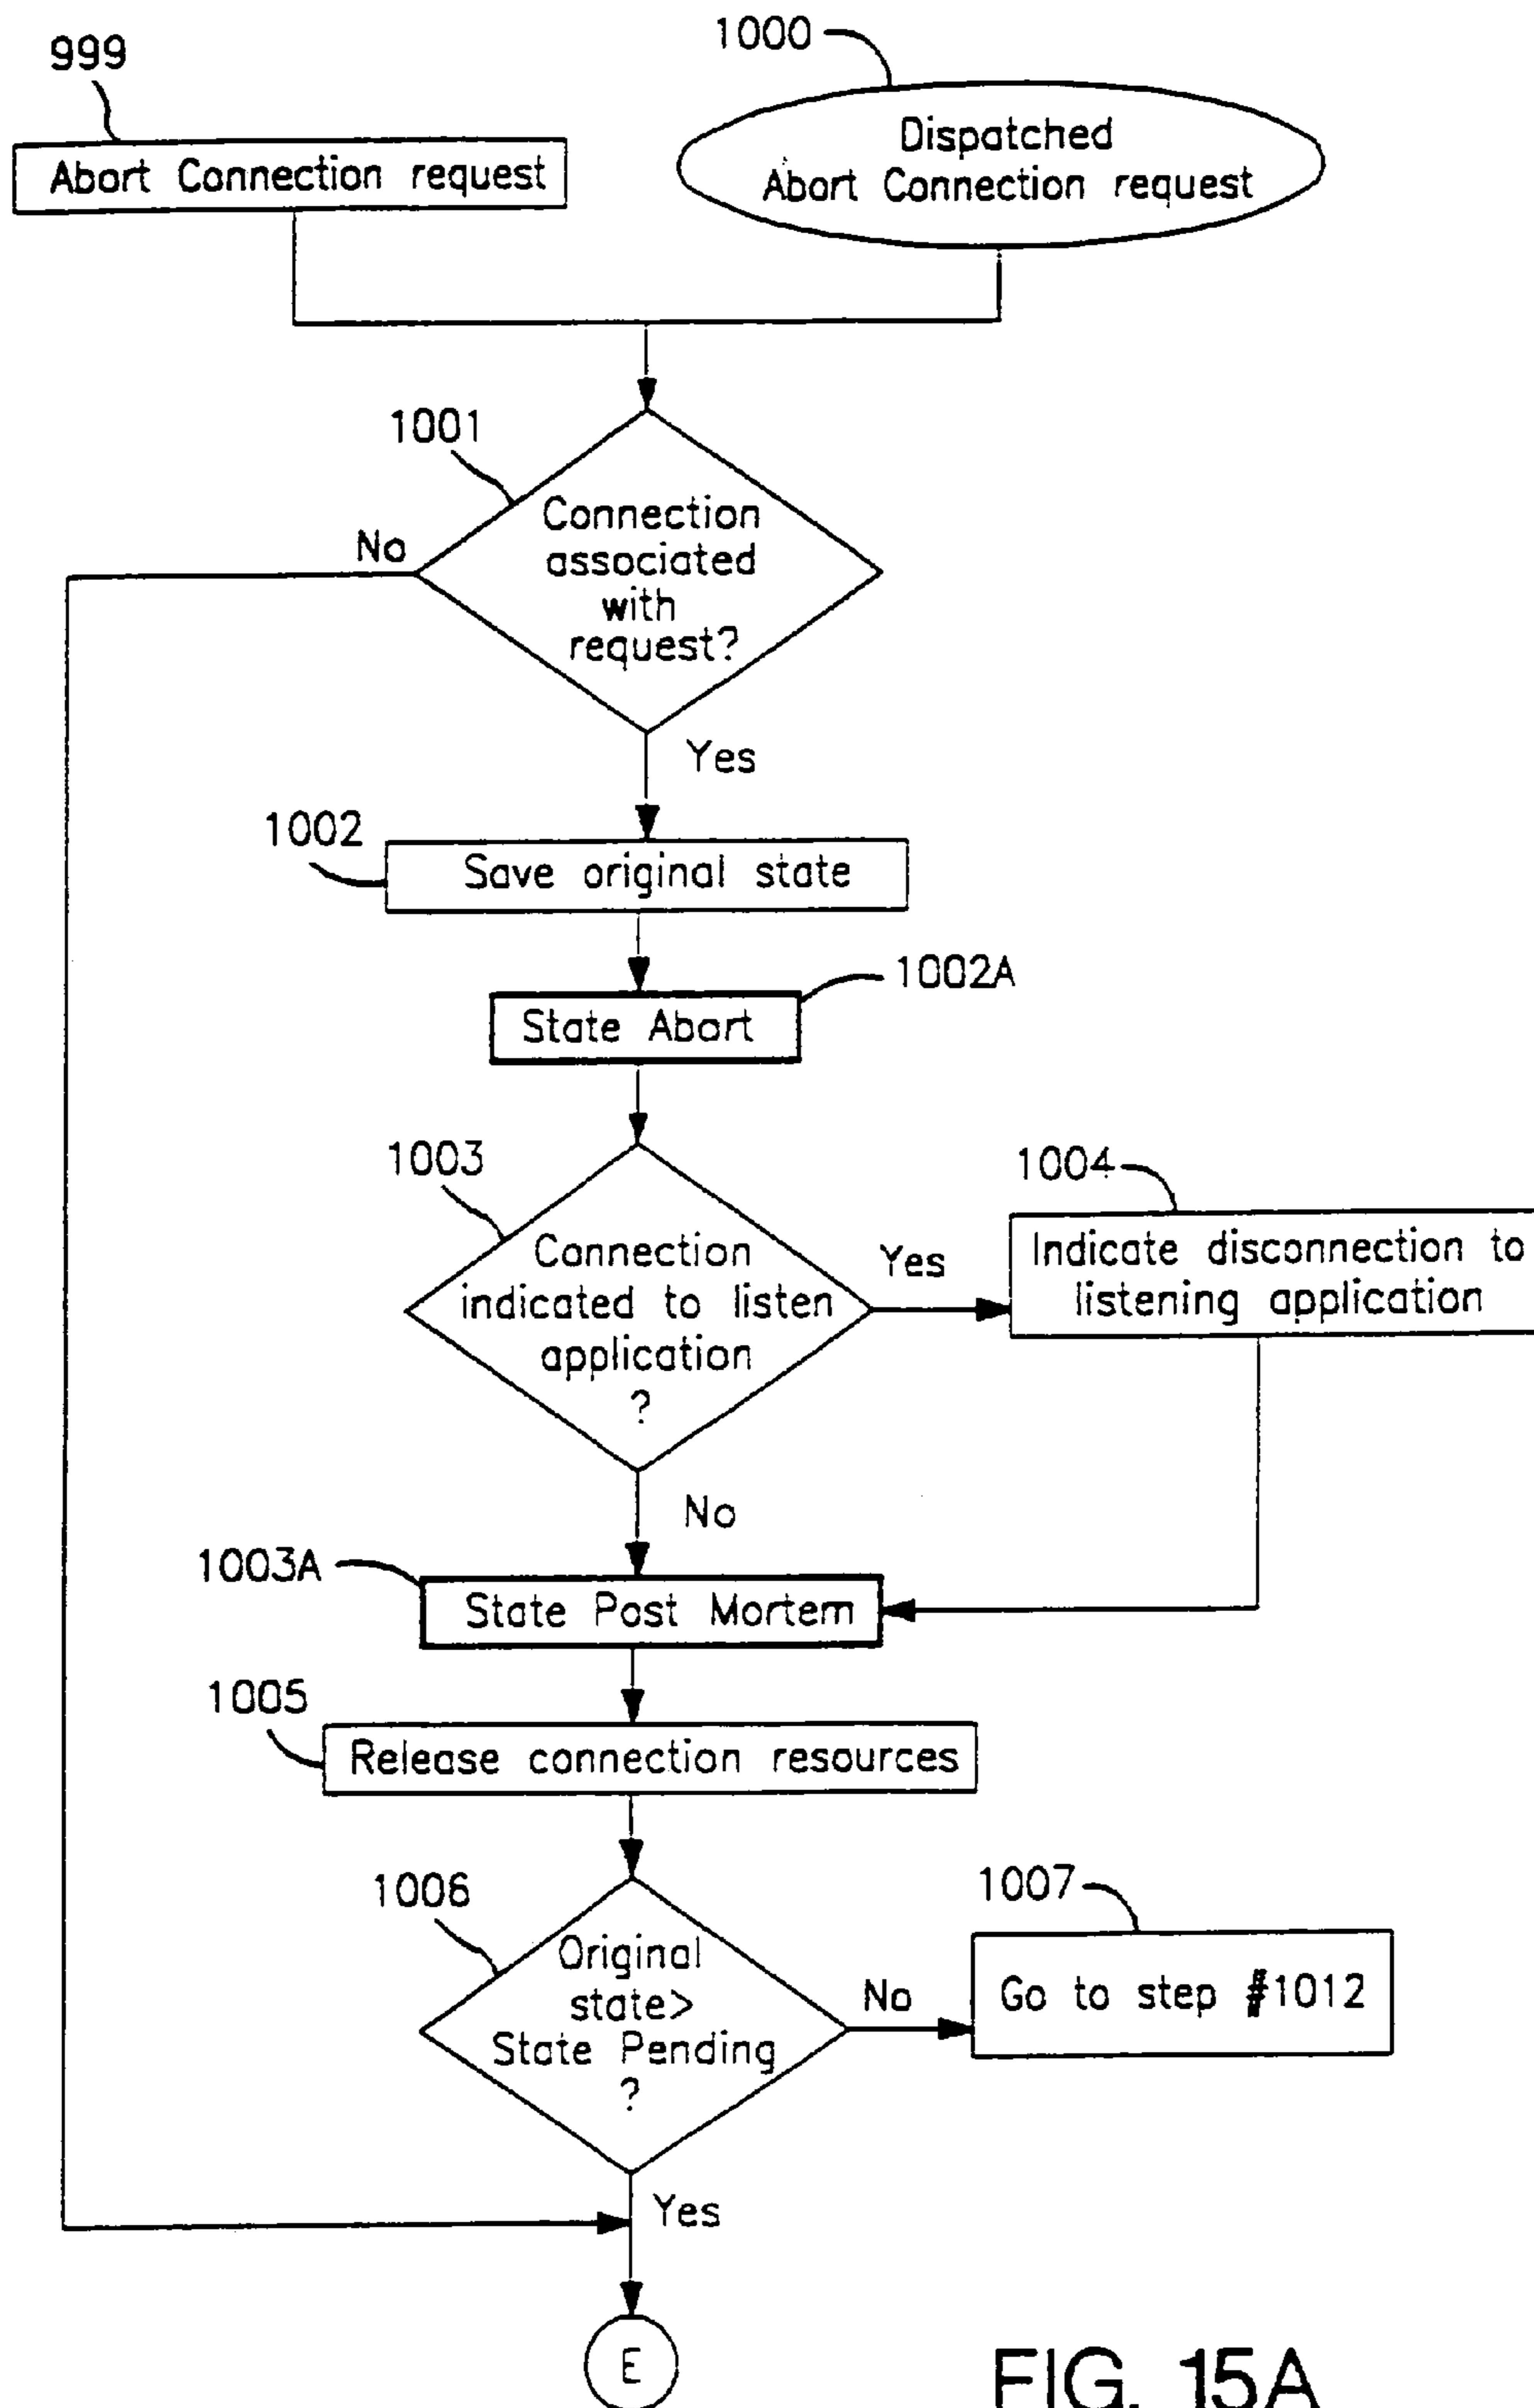 999
1000
Abort Connection request
Dispatched
Abort Connection request
1001
Connection
associated
with
request?
No
Yes
1002
Save original state
1002A
State Abort
1003
Connection
indicated to listen
application
?
Yes
1004
Indicate disconnection to
listening application
No
1003A
State Post Mortem
1005
Release connection resources
1006
Original
state>
State Pending
?
No
1007
Go to step #1012
Yes
E
FIG. 15A